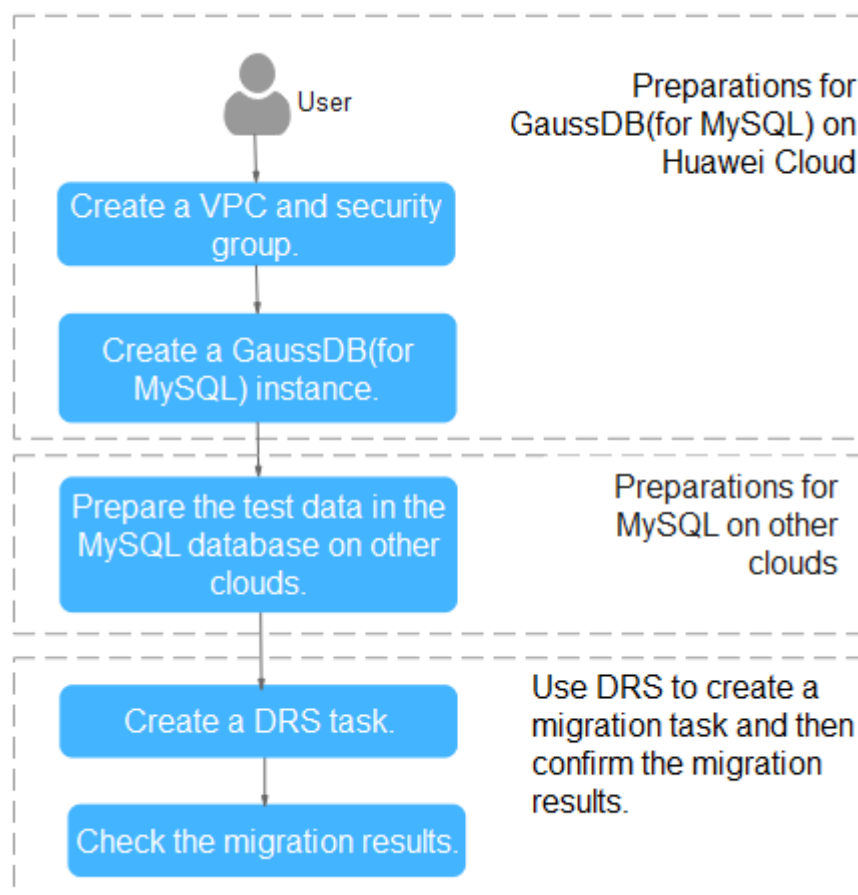 User
Preparations for
GaussDB(for MySQL) on
Huawei Cloud
Create a VPC and security
group.
Create a GaussDB(for
MySQL) instance.
Prepare the test data in the
MySQL database on other
clouds.
Preparations for
MySQL on other
clouds
Create a DRS task.
Use DRS to create a
migration task and then
confirm the migration
results.
Check the migration results.